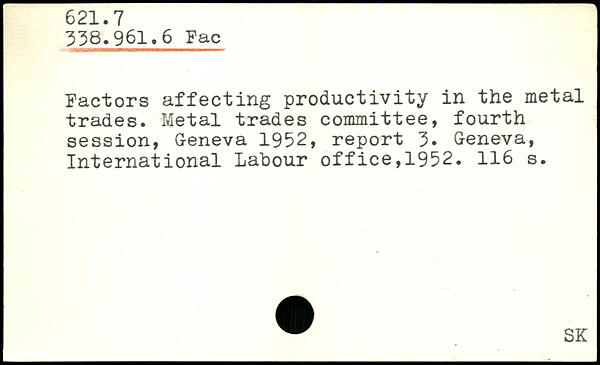 621.7
338.961.6 Fac
Factors affecting productivity in the metal
trades. Metal trades committee, fourth
session, Geneva 1952, report 3. Geneva,
International Labour office,1952. 116 s.
SK